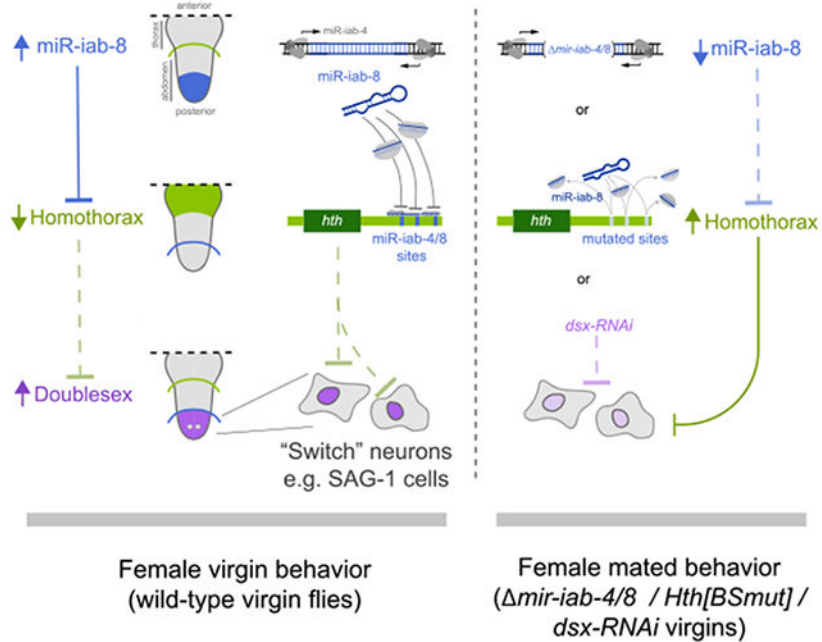 miR-iab-8
Homothorax
Doublesex
anterior
thorax
abdomen
posterior
miR-iab-4
miR-iab-8
hth
miR-iab-4/8
sites
“Switch” neurons
e.g. SAG-1 cells
Female virgin behavior
(wild-type virgin flies)
Δmir-iab-4/8
miR-iab-8
or
miR-iab-8
hth
mutated sites
Homothorax
or
dsx-RNAi
Female mated behavior
(Δmir-iab-4/8 / Hth[BSmut] /
dsx-RNAi virgins)